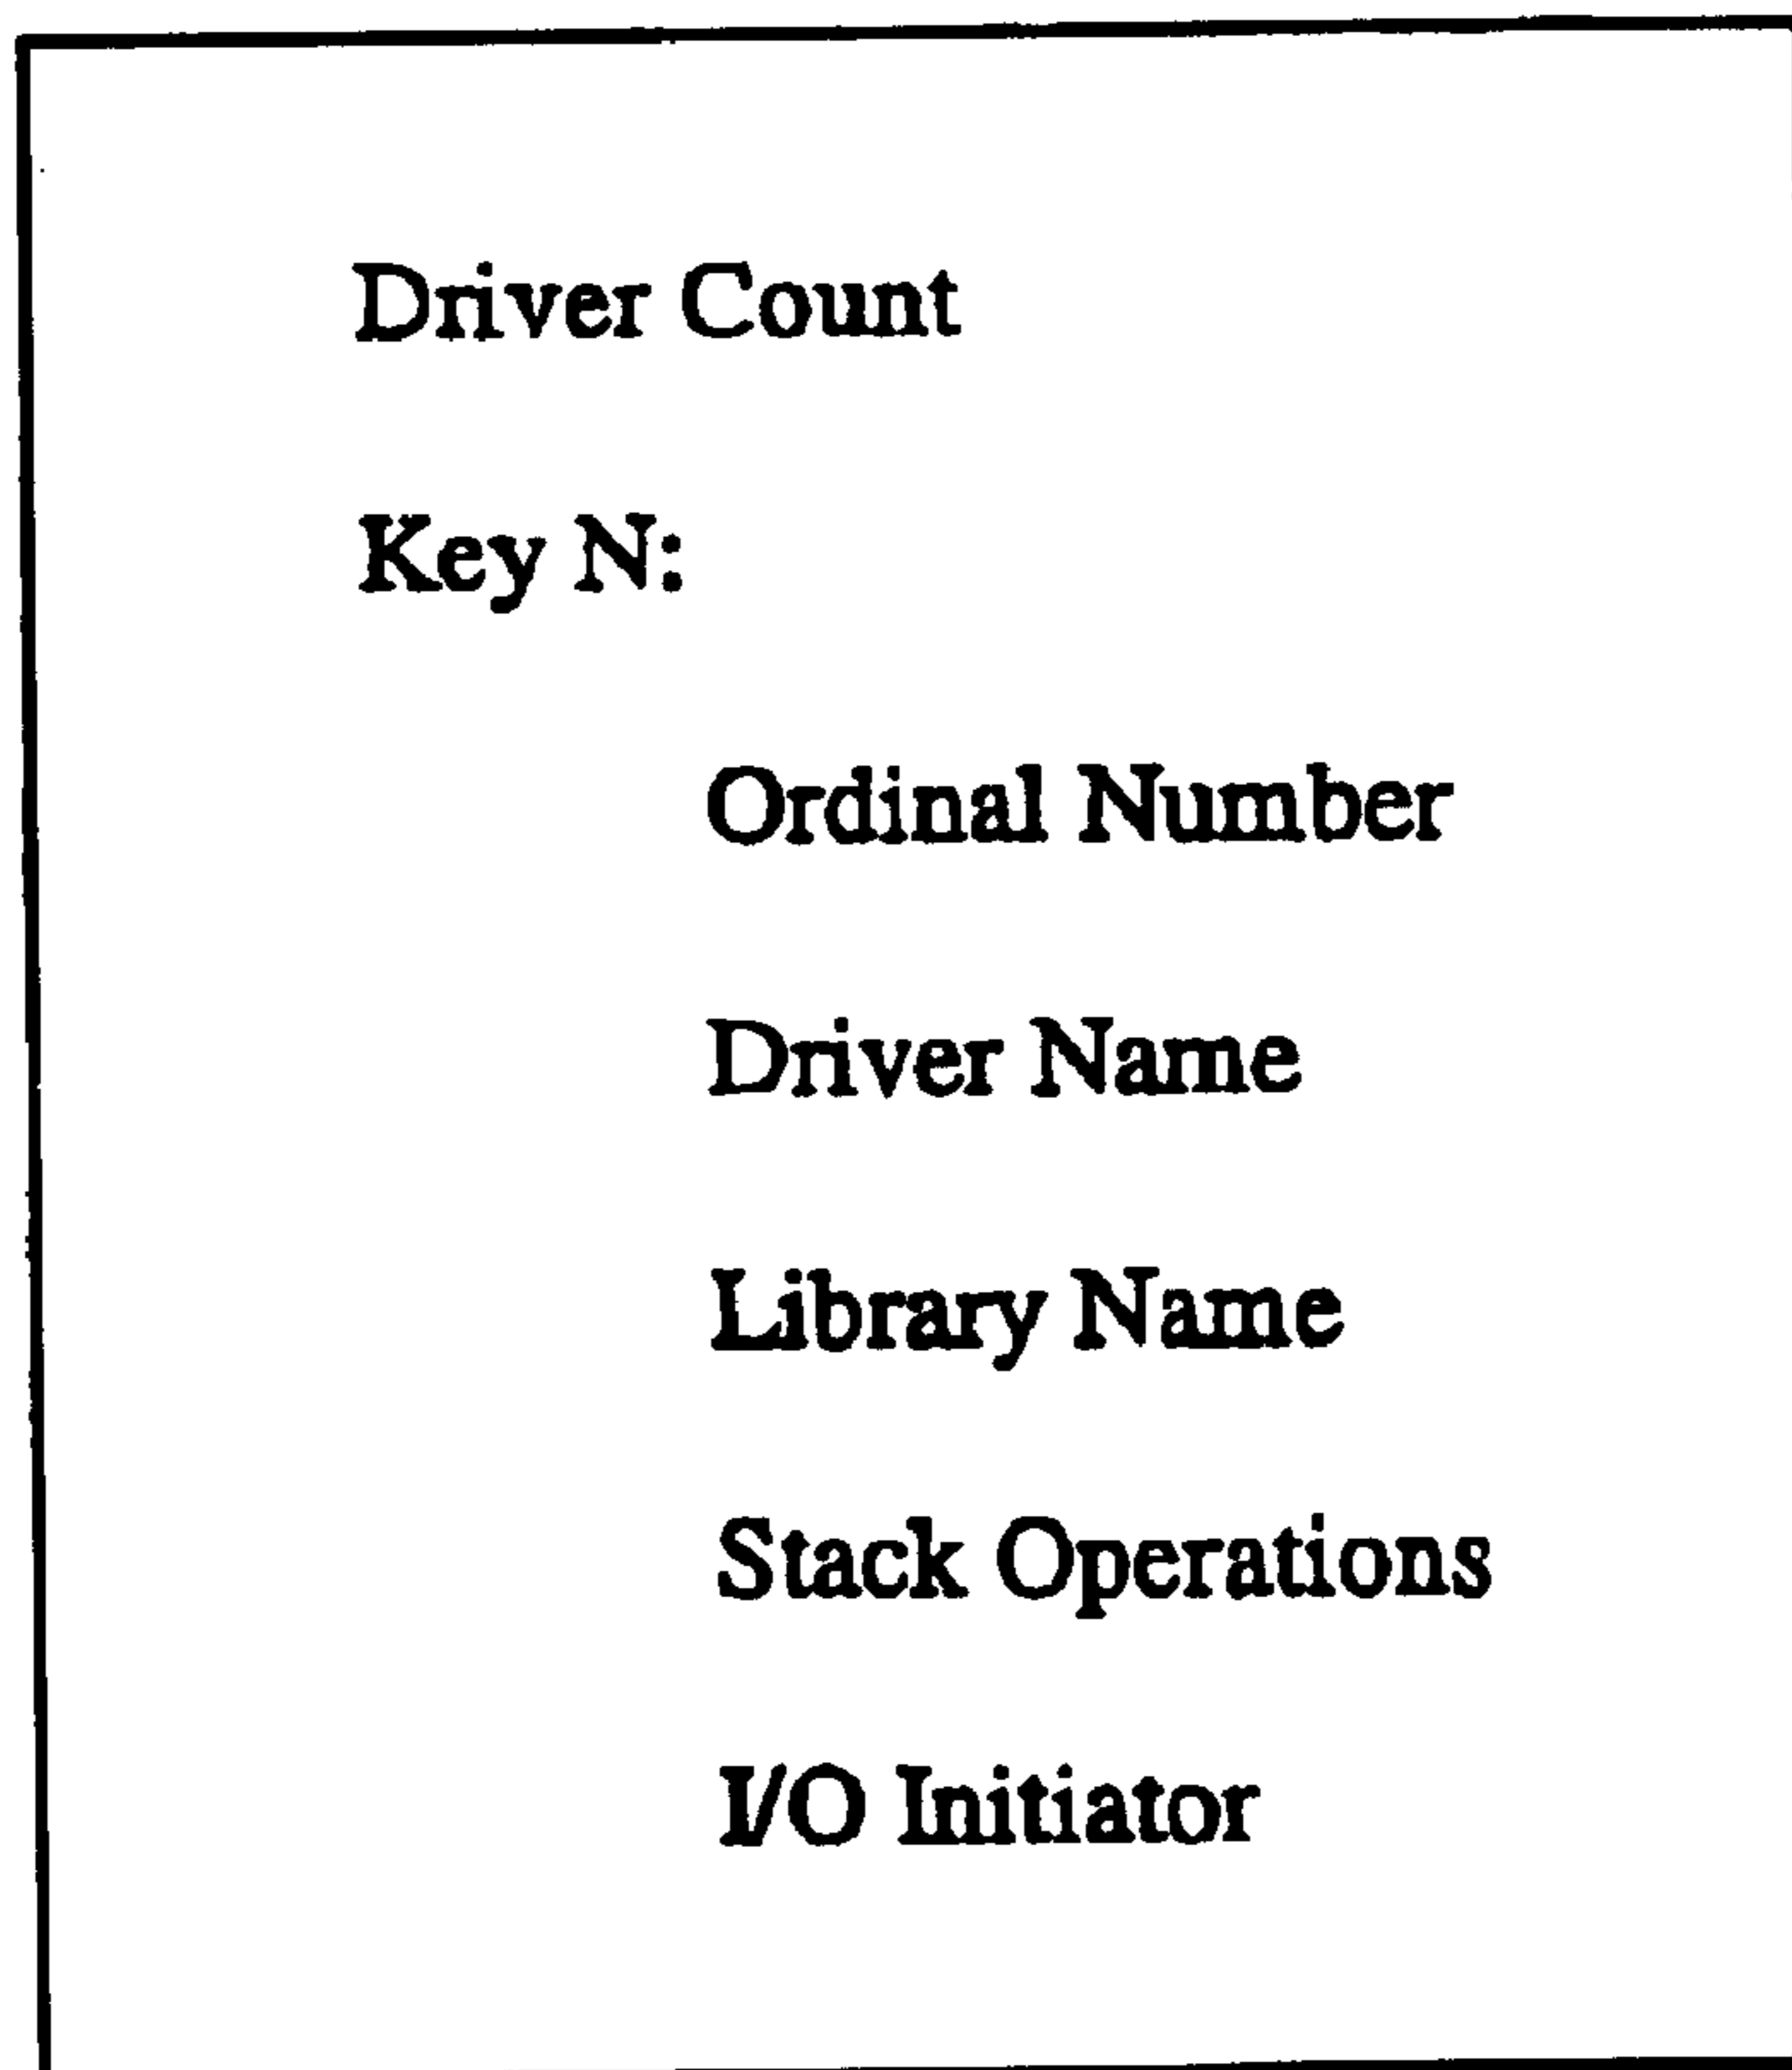 Driver Count
Key N:
Ordinal Number
Driver Name
Library Name
Stack Operations
I/O Initiator